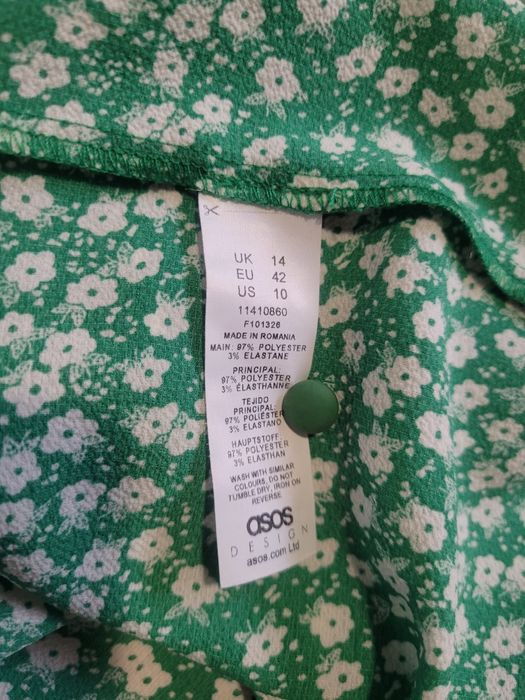 UK 14
EU 42
US 10
11410860
F101326
MADE IN ROMANIA
MAIN: 97% POLYESTER
3% ELASTANE
PRINCIPAL:
97% POLYESTER
3% ELASTHANNE
TEJIDO
PRINCIPAL:
97% POLIÉSTER
3% ELASTANO
HAUPTSTOFF:
97% POLYESTER
3% ELASTHAN
WASH WITH SIMILAR
COLOURS, DO NOT
TUMBLE DRY, IRON ON
REVERSE
asos
DESIGN
asos.com Ltd